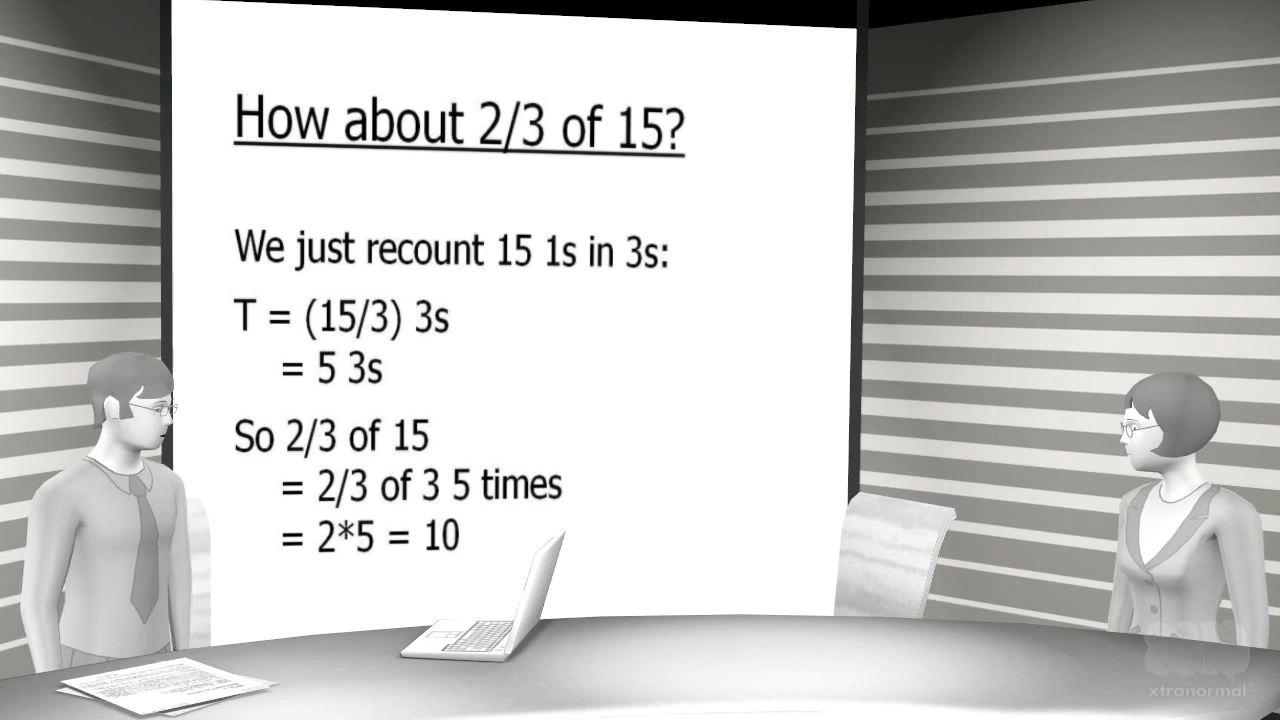 How about 2/3 of 15?
We just recount 15 1s in 3s:
T = (15/3) 3s
= 5 3s
So 2/3 of 15
= 2/3 of 3 5 times
= 2*5 = 10
xtranormal